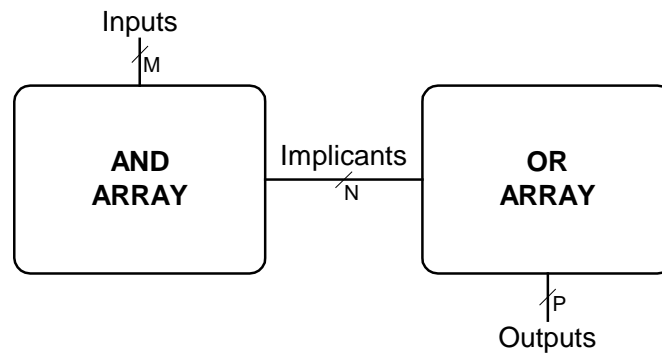 Inputs
M
AND
ARRAY
Implicants
N
OR
ARRAY
P
Outputs